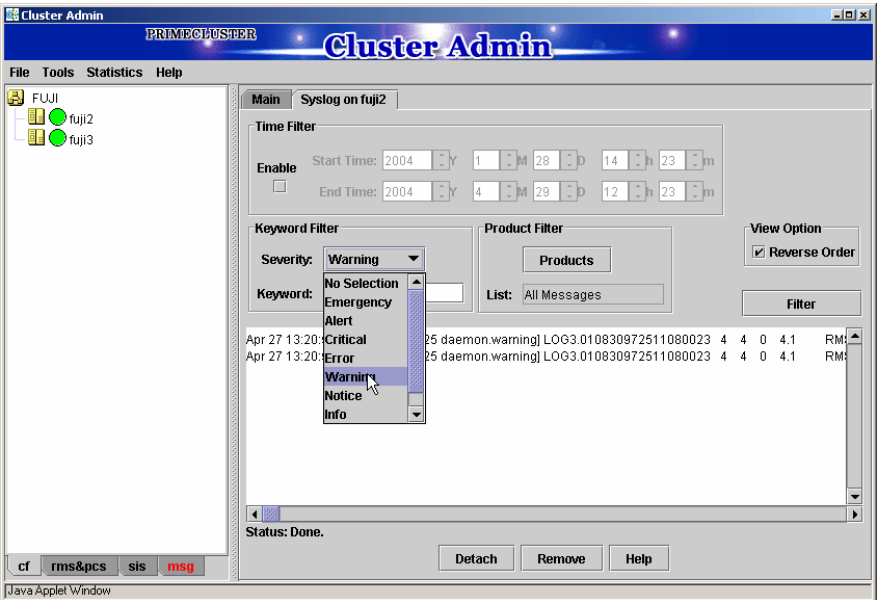 Cluster Admin
PRIMECLUSTER
Cluster Admin
File Tools Statistics Help
FUJI
fuji2
fuji3
Main Syslog on fuji2
Time Filter
Enable
Start Time: 2004 Y 1 M 28 D 14 h 23 m
End Time: 2004 Y 4 M 29 D 12 h 23 m
Keyword Filter
Severity: Warning
Keyword:
No Selection
Emergency
Alert
Critical
Error
Warning
Notice
Info
Product Filter
Products
List: All Messages
View Option
Reverse Order
Filter
Apr 27 13:20: 25 daemon.warning] LOG3.010830972511080023 4 4 0 4.1 RMS
Apr 27 13:20: 25 daemon.warning] LOG3.010830972511080023 4 4 0 4.1 RMS
Status: Done.
Detach Remove Help
cf rms&pcs sis msg
Java Applet Window